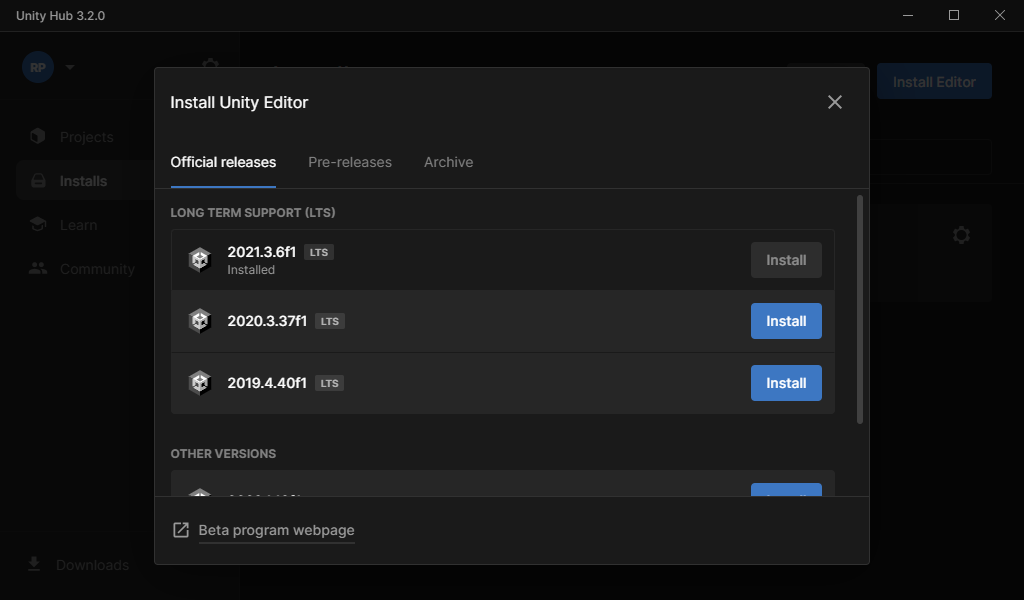 Unity Hub 3.2.0
RP
Install Editor
Install Unity Editor
Projects
Official releases Pre-releases Archive
Installs
LONG TERM SUPPORT (LTS)
Learn
2021.3.6f1 LTS
Installed
Install
Community
2020.3.37f1 LTS
Install
2019.4.40f1 LTS
Install
OTHER VERSIONS
Beta program webpage
Downloads